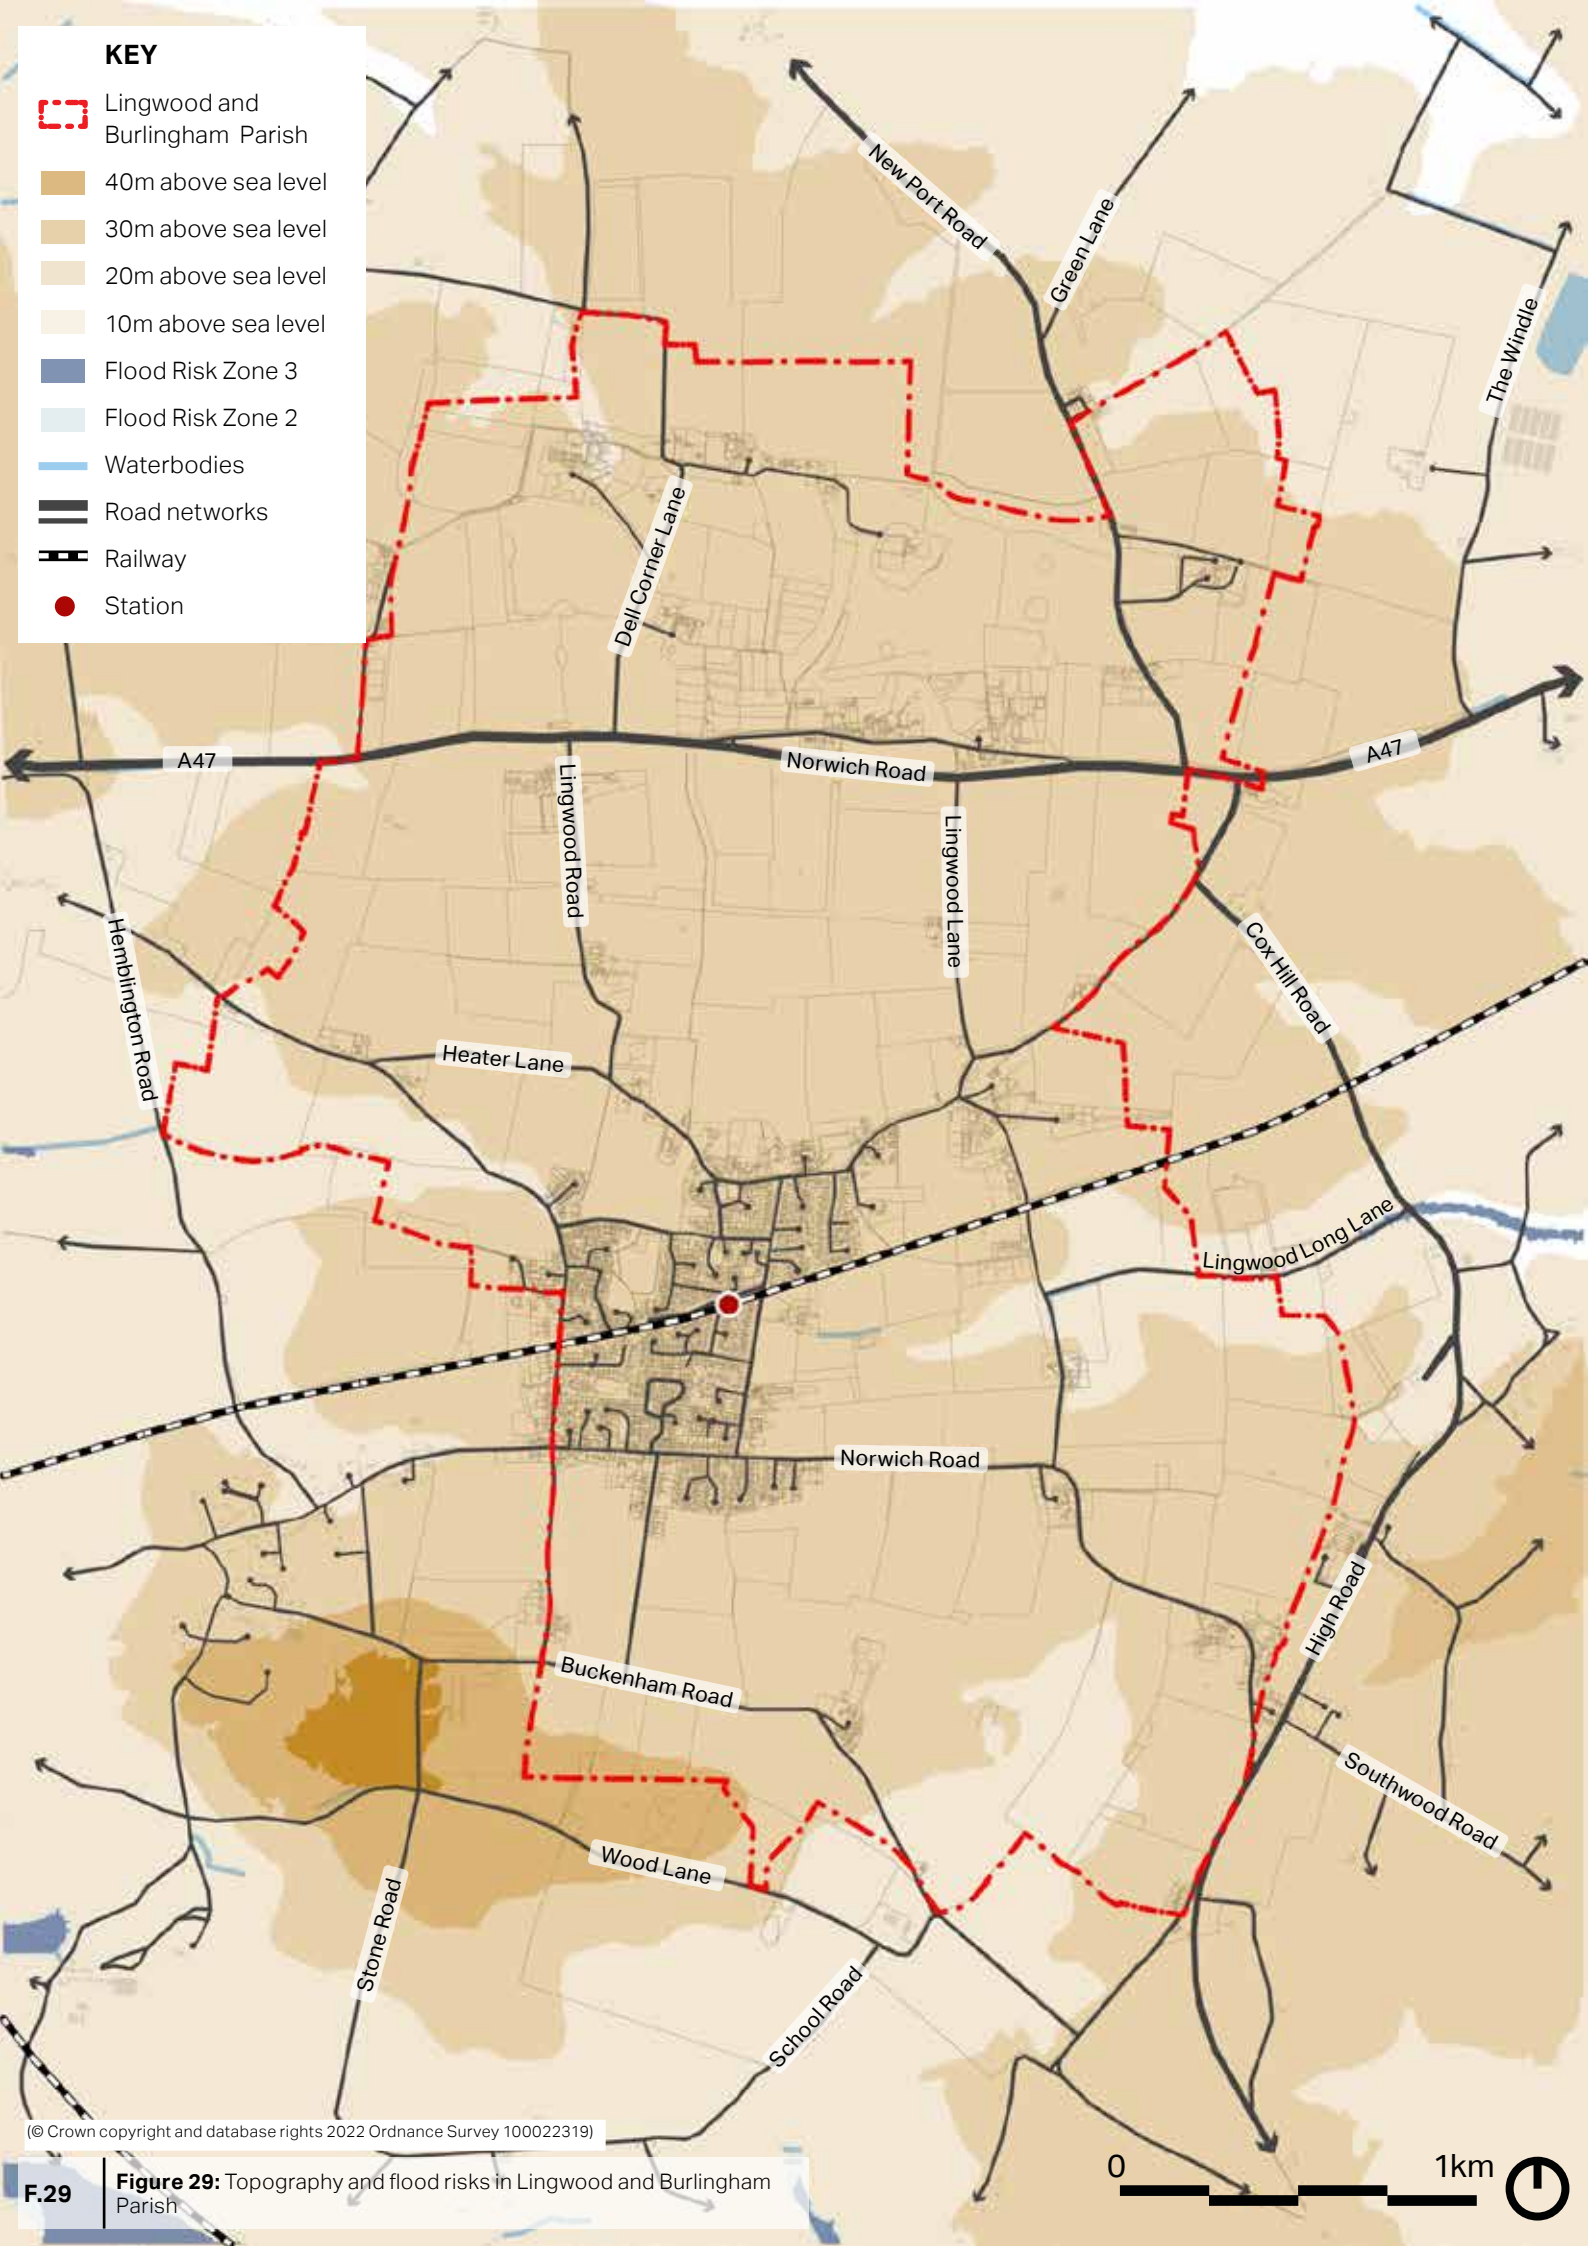 KEY
Lingwood and
Burlingham Parish
40m above sea level
30m above sea level
20m above sea level
10m above sea level
Flood Risk Zone 3
Flood Risk Zone 2
Waterbodies
Road networks
Railway
Station
New Port Road
Green Lane
The Windle
Dell Corner Lane
A47
Norwich Road
A47
Lingwood Road
Lingwood Lane
Hemblington Road
Cox Hill Road
Heater Lane
Lingwood Long Lane
Norwich Road
High Road
Buckenham Road
Southwood Road
Wood Lane
Stone Road
School Road
(© Crown copyright and database rights 2022 Ordnance Survey 100022319)
F.29
Figure 29: Topography and flood risks in Lingwood and Burlingham
Parish
0 1km